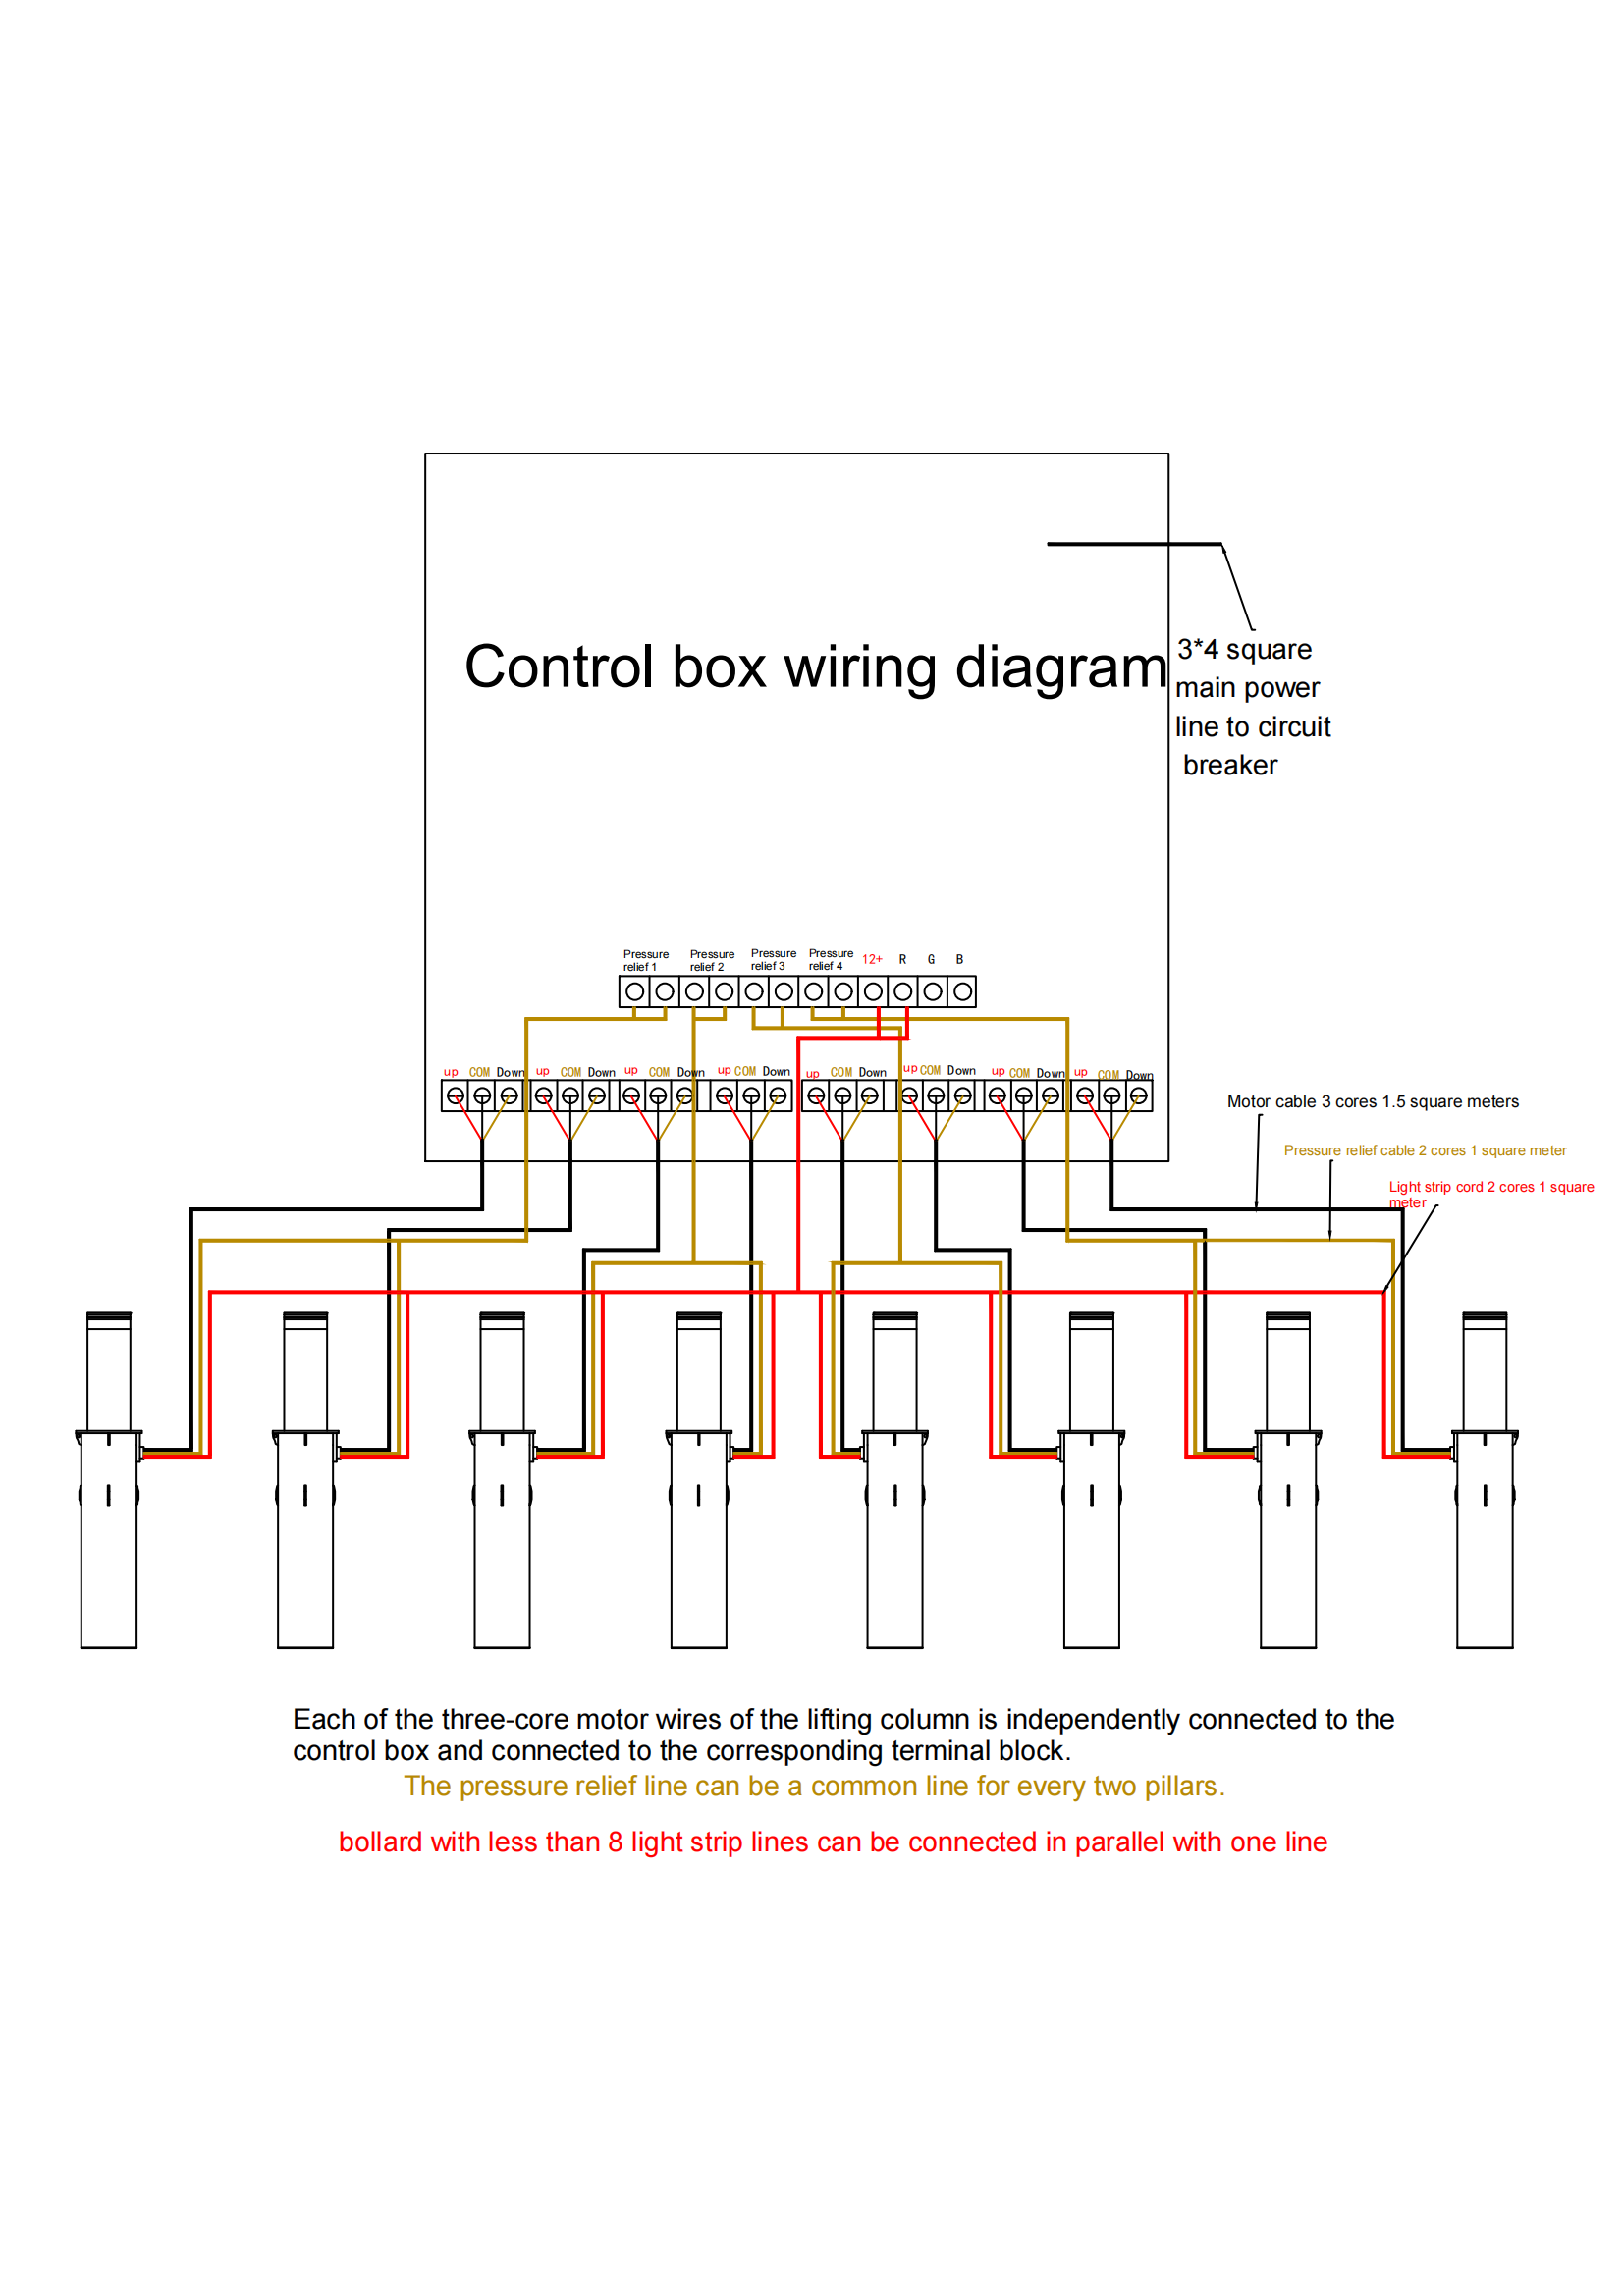 Control box wiring diagram
3*4 square
main power
line to circuit
breaker
Pressure
relief 1
Pressure
relief 2
Pressure
relief 3
Pressure
relief 4
12+ R G B
up COM Down up COM Down up COM Down up COM Down up COM Down up COM Down up COM Down up COM Down
Motor cable 3 cores 1.5 square meters
Pressure relief cable 2 cores 1 square meter
Light strip cord 2 cores 1 square
meter
Each of the three-core motor wires of the lifting column is independently connected to the
control box and connected to the corresponding terminal block.
The pressure relief line can be a common line for every two pillars.
bollard with less than 8 light strip lines can be connected in parallel with one line